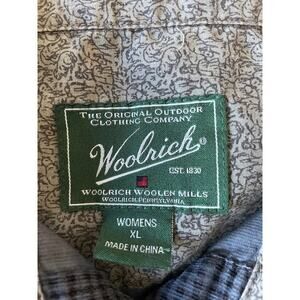 THE ORIGINAL OUTDOOR
CLOTHING COMPANY
Woolrich®
EST. 1830
WOOLRICH WOOLEN MILLS
WOOLRICH, PENNSYLVANIA
WOMENS
XL
MADE IN CHINA